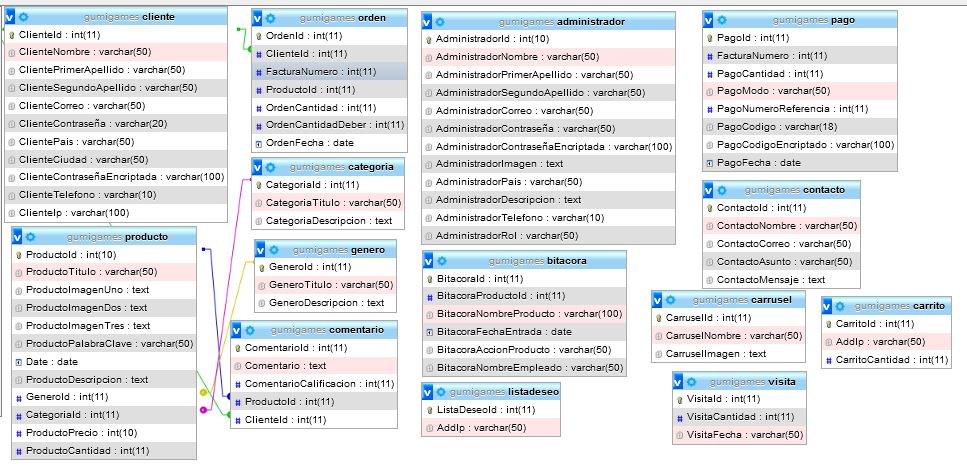 gumigames cliente
ClienteId : int(11)
ClienteNombre : varchar(50)
ClientePrimerApellido : varchar(50)
ClienteSegundoApellido : varchar(50)
ClienteCorreo : varchar(50)
ClienteContraseña : varchar(20)
ClientePais : varchar(50)
ClienteCiudad : varchar(50)
ClienteContraseñaEncriptada : varchar(100)
ClienteTelefono : varchar(10)
ClienteIp : varchar(100)
gumigames producto
ProductoId : int(10)
ProductoTitulo : varchar(50)
ProductoImagenUno : text
ProductoImagenDos : text
ProductoImagenTres : text
ProductoPalabraClave : varchar(50)
Date : date
ProductoDescripcion : text
GeneroId : int(11)
CategoriaId : int(11)
ProductoPrecio : int(10)
ProductoCantidad : int(11)
gumigames orden
OrdenId : int(11)
ClienteId : int(11)
FacturaNumero : int(11)
ProductoId : int(11)
OrdenCantidad : int(11)
OrdenCantidadDeber : int(11)
OrdenFecha : date
gumigames categoria
CategoriaId : int(11)
CategoriaTitulo : varchar(50)
CategoriaDescripcion : text
gumigames genero
GeneroId : int(11)
GeneroTitulo : varchar(50)
GeneroDescripcion : text
gumigames comentario
ComentarioId : int(11)
Comentario : text
ComentarioCalificacion : int(11)
ProductoId : int(11)
ClienteId : int(11)
gumigames administrador
AdministradorId : int(10)
AdministradorNombre : varchar(50)
AdministradorPrimerApellido : varchar(50)
AdministradorSegundoApellido : varchar(50)
AdministradorCorreo : varchar(50)
AdministradorContraseña : varchar(50)
AdministradorContraseñaEncriptada : varchar(100)
AdministradorImagen : text
AdministradorPais : varchar(50)
AdministradorDescripcion : text
AdministradorTelefono : varchar(10)
AdministradorRol : varchar(50)
gumigames bitacora
BitacoraId : int(11)
BitacoraProductoId : int(11)
BitacoraNombreProducto : varchar(100)
BitacoraFechaEntrada : date
BitacoraAccionProducto : varchar(50)
BitacoraNombreEmpleado : varchar(50)
gumigames listadeseo
ListaDeseoId : int(11)
AddIp : varchar(50)
gumigames pago
PagoId : int(11)
FacturaNumero : int(11)
PagoCantidad : int(11)
PagoModo : varchar(50)
PagoNumeroReferencia : int(11)
PagoCodigo : varchar(18)
PagoCodigoEncriptado : varchar(100)
PagoFecha : date
gumigames contacto
ContactoId : int(11)
ContactoNombre : varchar(50)
ContactoCorreo : varchar(50)
ContactoAsunto : varchar(50)
ContactoMensaje : text
gumigames carrusel
CarruselId : int(11)
CarruselNombre : varchar(50)
CarruselImagen : text
gumigames carrito
CarritoId : int(11)
AddIp : varchar(50)
CarritoCantidad : int(11)
gumigames visita
VisitaId : int(11)
VisitaCantidad : int(11)
VisitaFecha : varchar(50)